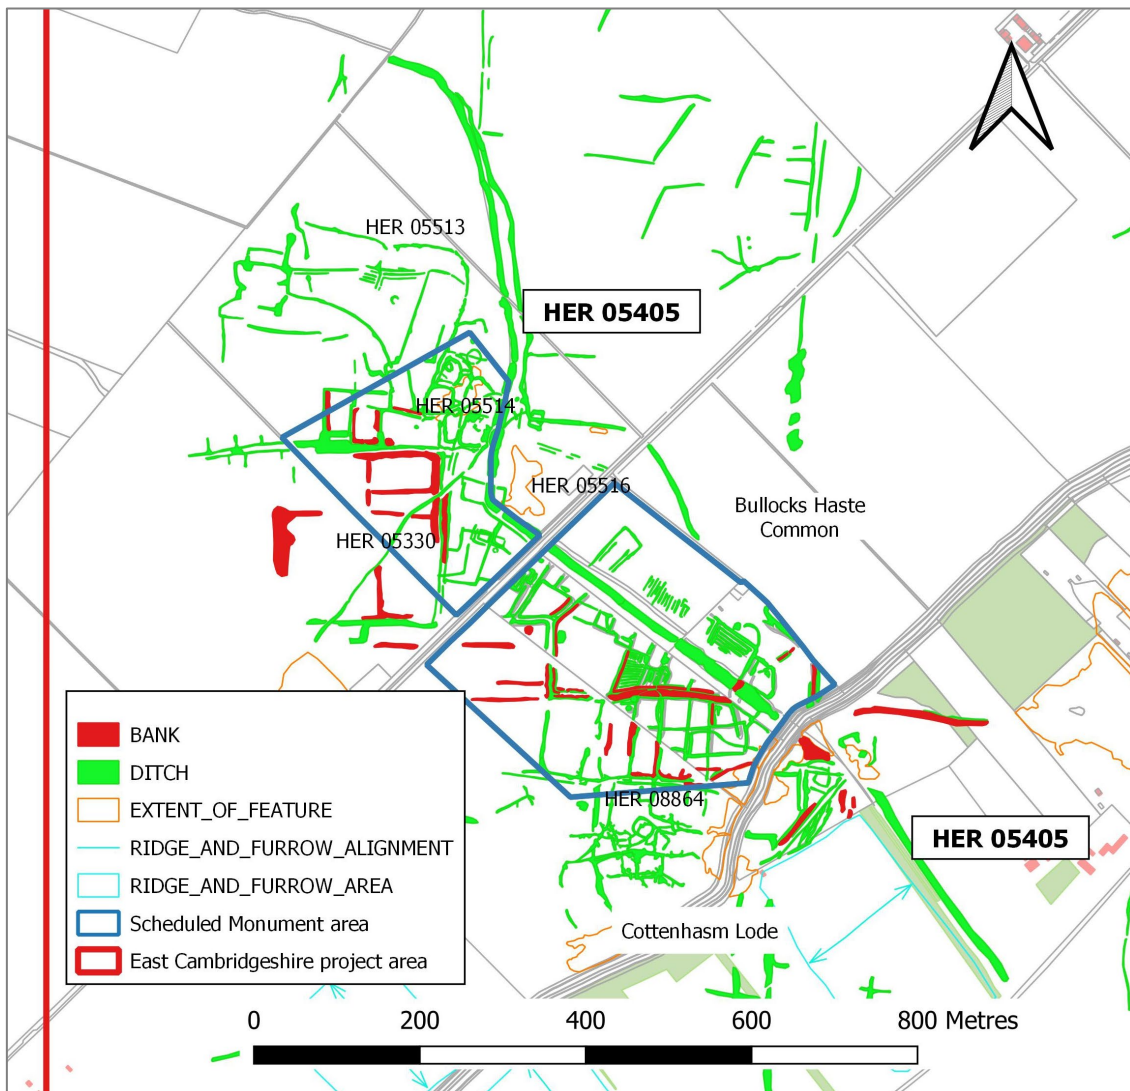 HER 05513
HER 05405
HER 05514
HER 05516
Bullocks Haste
Common
HER 05330
BANK
DITCH
EXTENT_OF_FEATURE
RIDGE_AND_FURROW_ALIGNMENT
RIDGE_AND_FURROW_AREA
Scheduled Monument area
East Cambridgeshire project area
HER 08864
HER 05405
Cottenhasm Lode
0 200 400 600 800 Metres